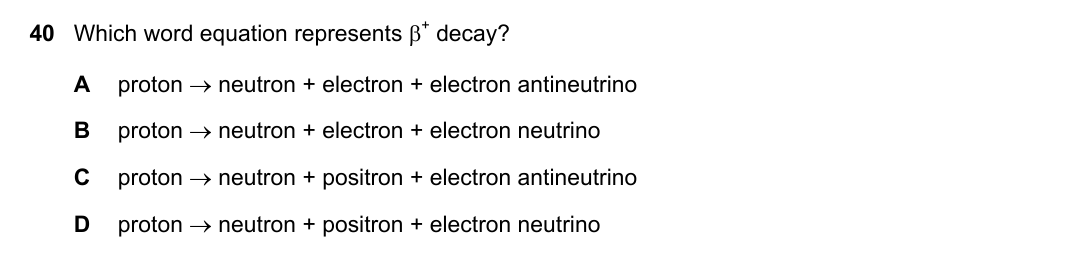 40 Which word equation represents β⁺ decay?
A proton → neutron + electron + electron antineutrino
B proton → neutron + electron + electron neutrino
C proton → neutron + positron + electron antineutrino
D proton → neutron + positron + electron neutrino